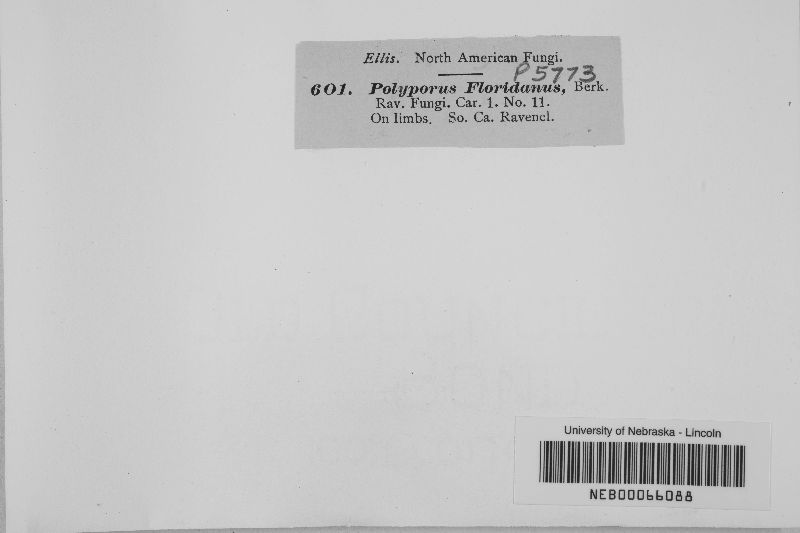 Ellis. North American Fungi.
P5773
601. Polyporus Floridanus, Berk.
Rav. Fungi. Car. 1. No. 11.
On limbs. So. Ca. Ravenel.
University of Nebraska - Lincoln
NEB00066088